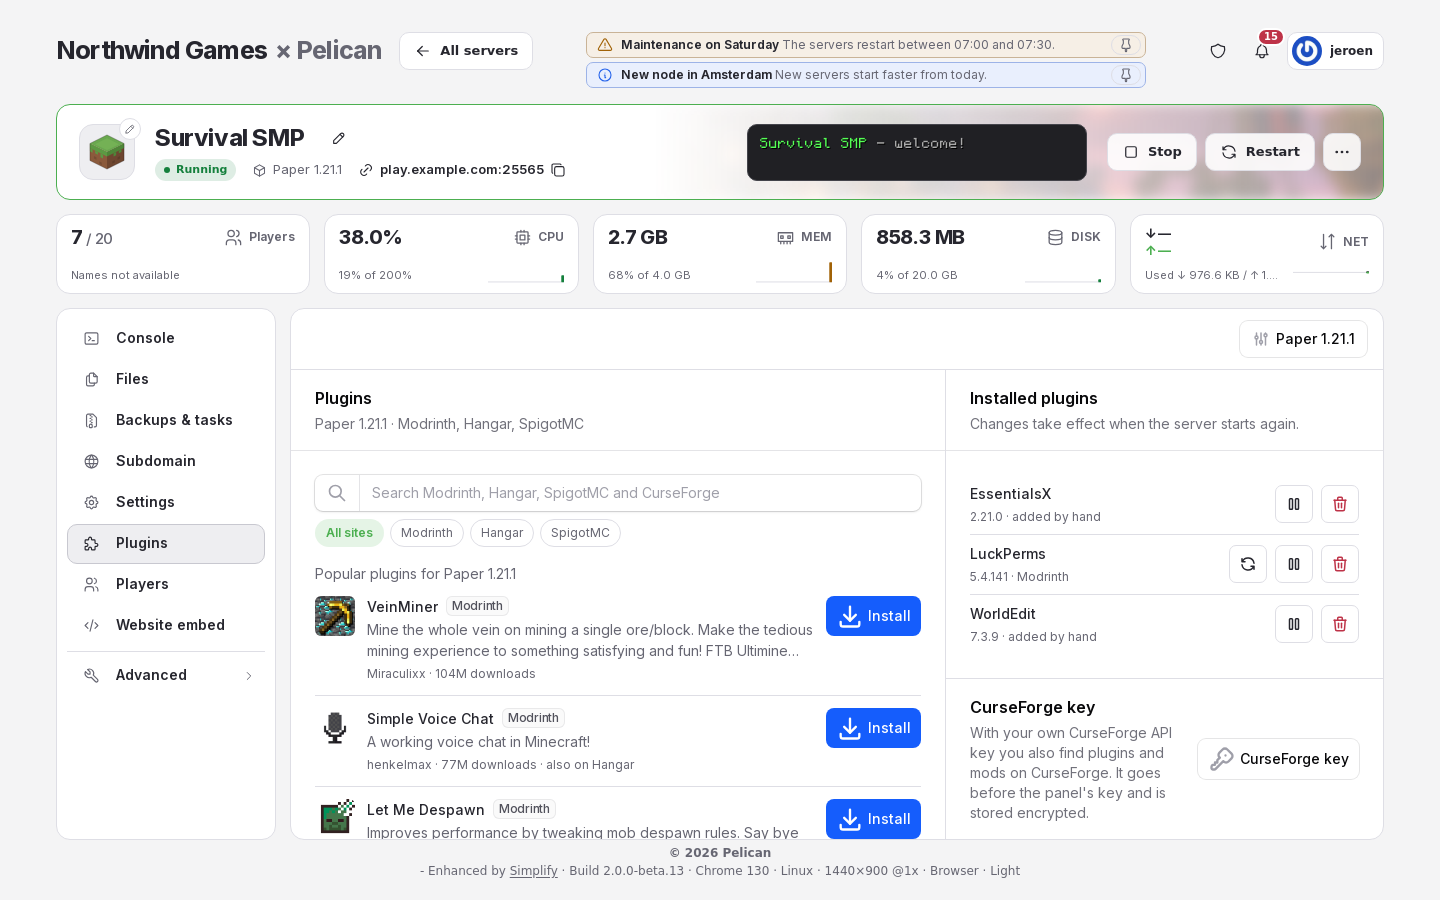 Northwind Games × Pelican
All servers
Maintenance on Saturday The servers restart between 07:00 and 07:30.
New node in Amsterdam New servers start faster from today.
15
jeroen
Survival SMP
Running
Paper 1.21.1
play.example.com:25565
Survival SMP - welcome!
Stop
Restart
7 / 20
Players
Names not available
38.0%
CPU
19% of 200%
2.7 GB
MEM
68% of 4.0 GB
858.3 MB
DISK
4% of 20.0 GB
↓—
↑—
NET
Used ↓ 976.6 KB / ↑ 1....
Console
Files
Backups & tasks
Subdomain
Settings
Plugins
Players
Website embed
Advanced
Paper 1.21.1
Plugins
Paper 1.21.1 · Modrinth, Hangar, SpigotMC
Search Modrinth, Hangar, SpigotMC and CurseForge
All sites
Modrinth
Hangar
SpigotMC
Popular plugins for Paper 1.21.1
VeinMiner Modrinth
Mine the whole vein on mining a single ore/block. Make the tedious
mining experience to something satisfying and fun! FTB Ultimine...
Miraculixx · 104M downloads
Install
Simple Voice Chat Modrinth
A working voice chat in Minecraft!
henkelmax · 77M downloads · also on Hangar
Install
Let Me Despawn Modrinth
Improves performance by tweaking mob despawn rules. Say bye
Install
Installed plugins
Changes take effect when the server starts again.
EssentialsX
2.21.0 · added by hand
LuckPerms
5.4.141 · Modrinth
WorldEdit
7.3.9 · added by hand
CurseForge key
With your own CurseForge API
key you also find plugins and
mods on CurseForge. It goes
before the panel's key and is
stored encrypted.
CurseForge key
© 2026 Pelican
- Enhanced by Simplify · Build 2.0.0-beta.13 · Chrome 130 · Linux · 1440×900 @1x · Browser · Light